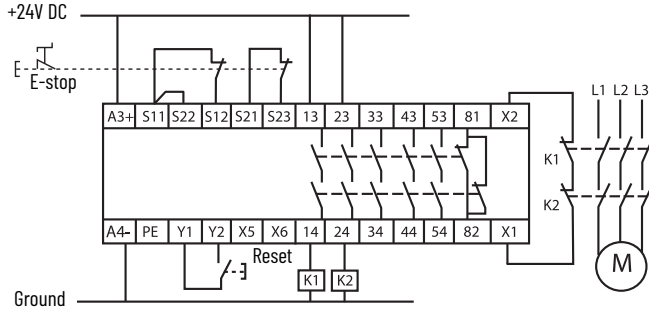 +24V DC
E-stop
L1 L2 L3
A3+ S11 S22 S12 S21 S23 13 23 33 43 53 81 X2
K1
K2
A4- PE Y1 Y2 X5 X6 14 24 34 44 54 82 X1
M
Reset
K1 K2
Ground